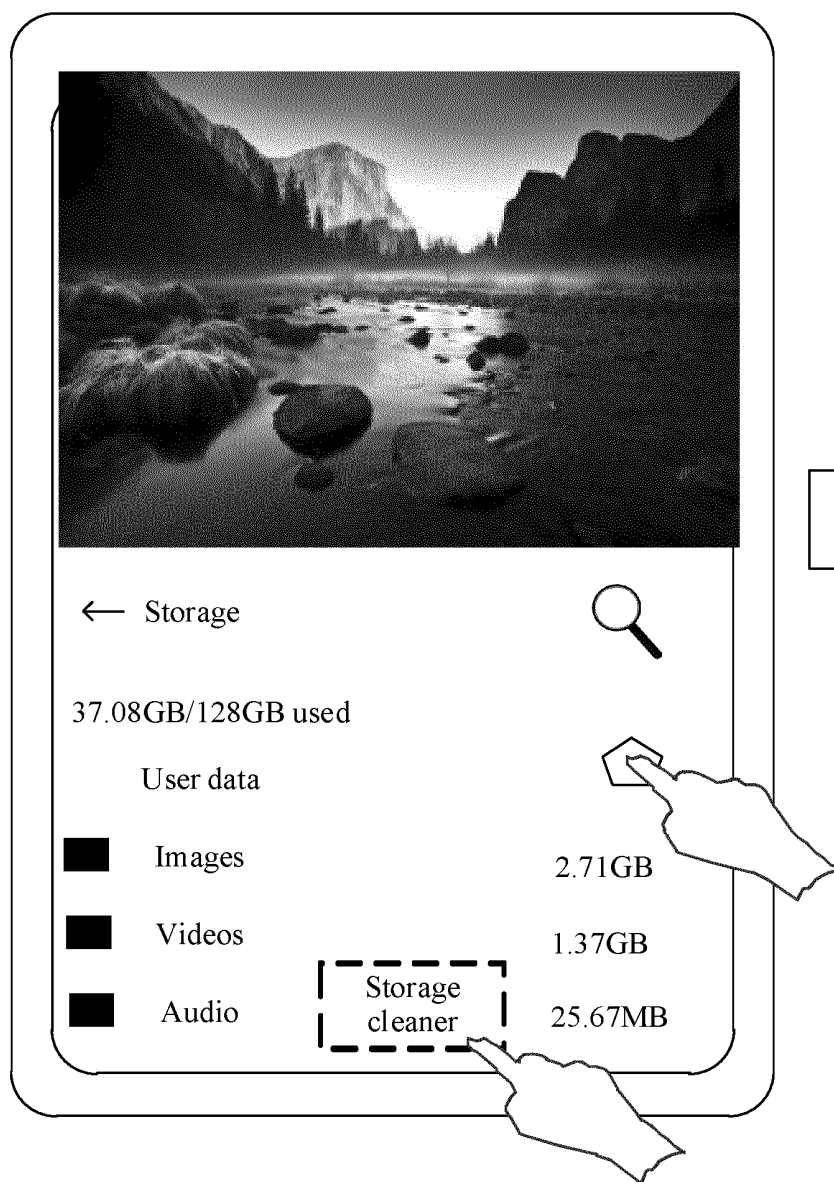 ← Storage
37.08GB/128GB used
User data
Images 2.71GB
Videos 1.37GB
Audio 25.67MB
Storage
cleaner